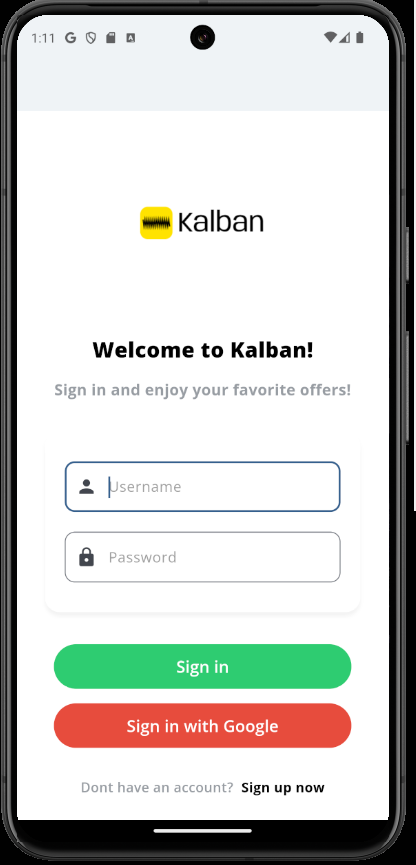 1:11
Kalban
Welcome to Kalban!
Sign in and enjoy your favorite offers!
Username
Password
Sign in
Sign in with Google
Dont have an account? Sign up now